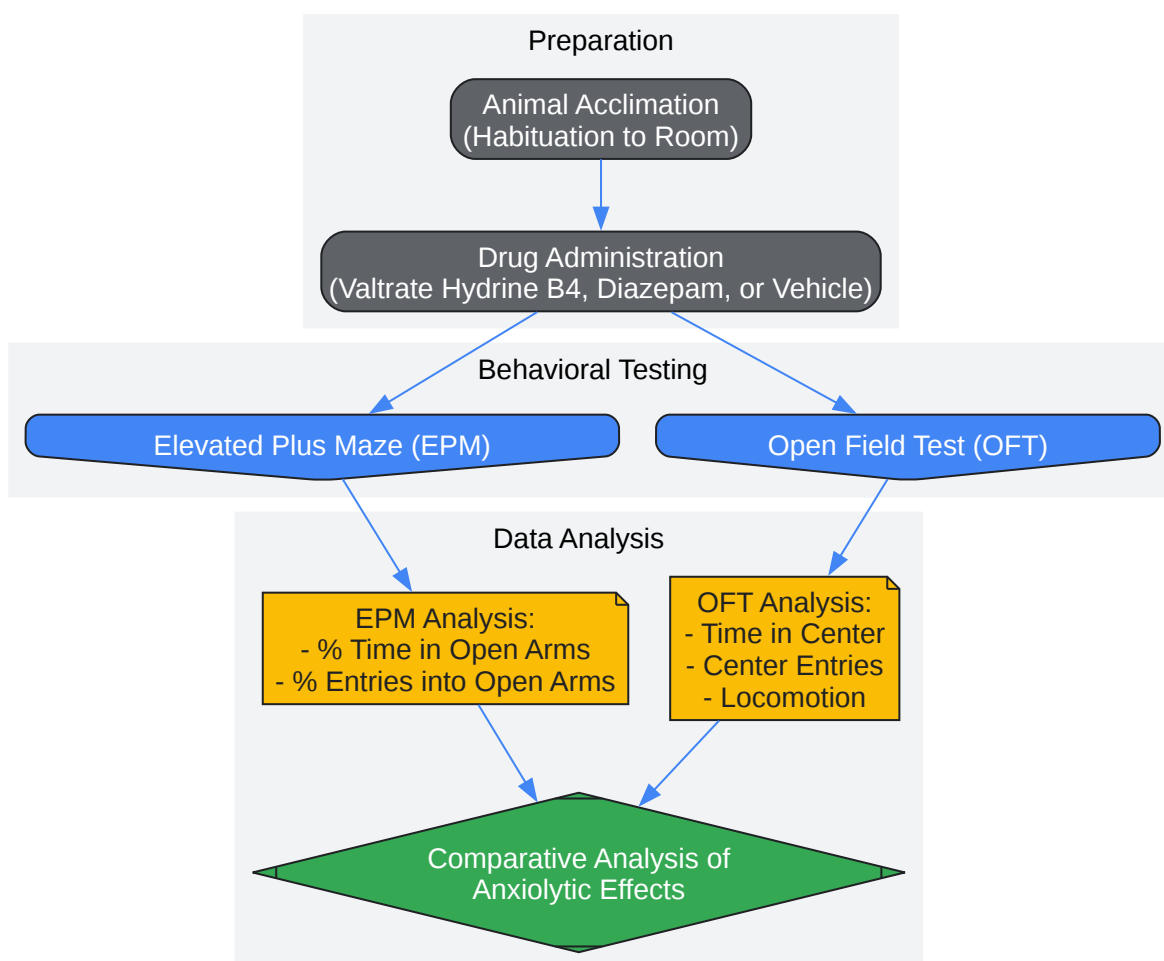 Preparation
Animal Acclimation
(Habituation to Room)
Drug Administration
(Valtrate Hydrine B4, Diazepam, or Vehicle)
Behavioral Testing
Elevated Plus Maze (EPM)
Open Field Test (OFT)
Data Analysis
EPM Analysis:
- % Time in Open Arms
- % Entries into Open Arms
OFT Analysis:
- Time in Center
- Center Entries
- Locomotion
Comparative Analysis of
Anxiolytic Effects